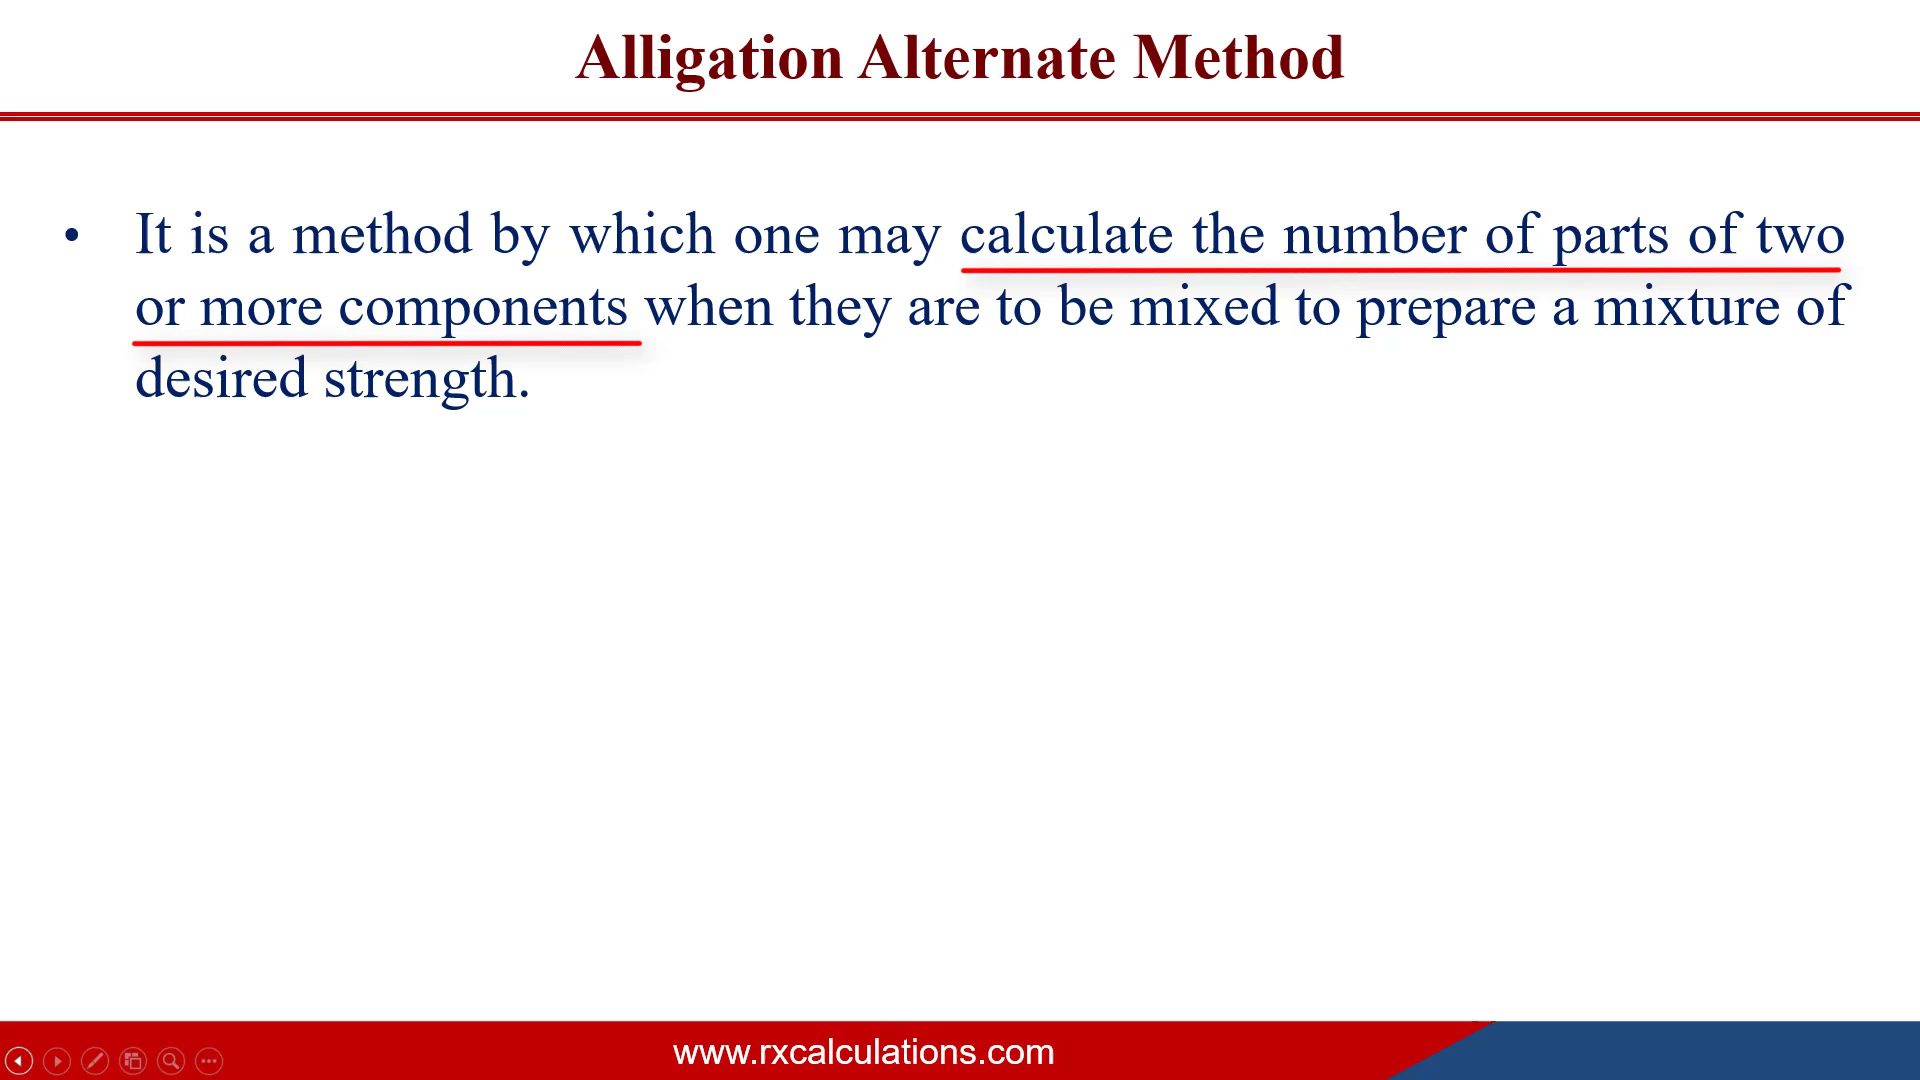 Alligation Alternate Method
• It is a method by which one may calculate the number of parts of two
or more components when they are to be mixed to prepare a mixture of
desired strength.
www.rxcalculations.com